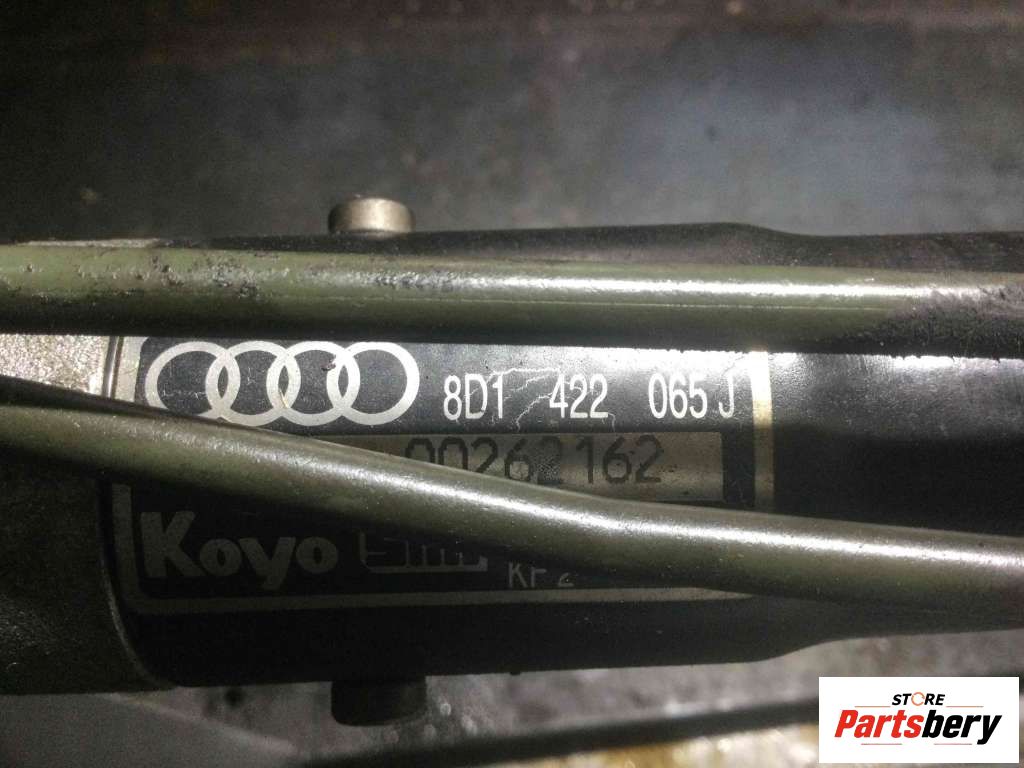 8D1 422 065 J
00262162
Koyo
STORE
Partsbery